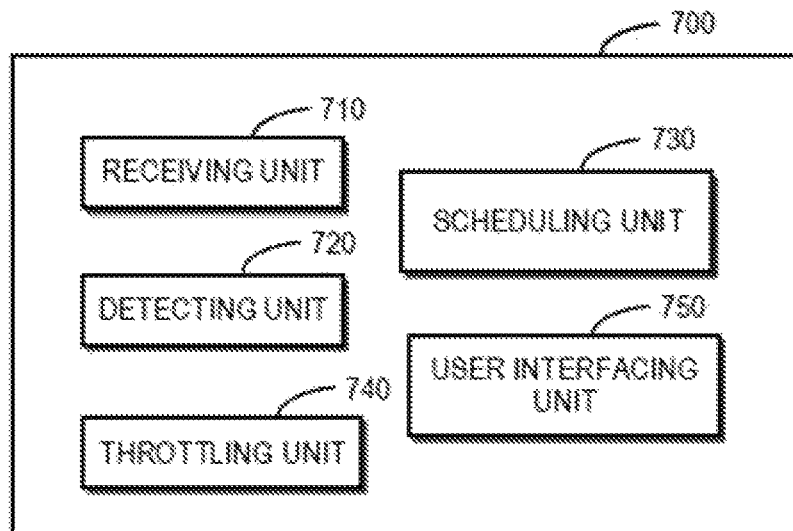 700
710
RECEIVING UNIT
730
SCHEDULING UNIT
720
DETECTING UNIT
750
USER INTERFACING
UNIT
740
THROTTLING UNIT